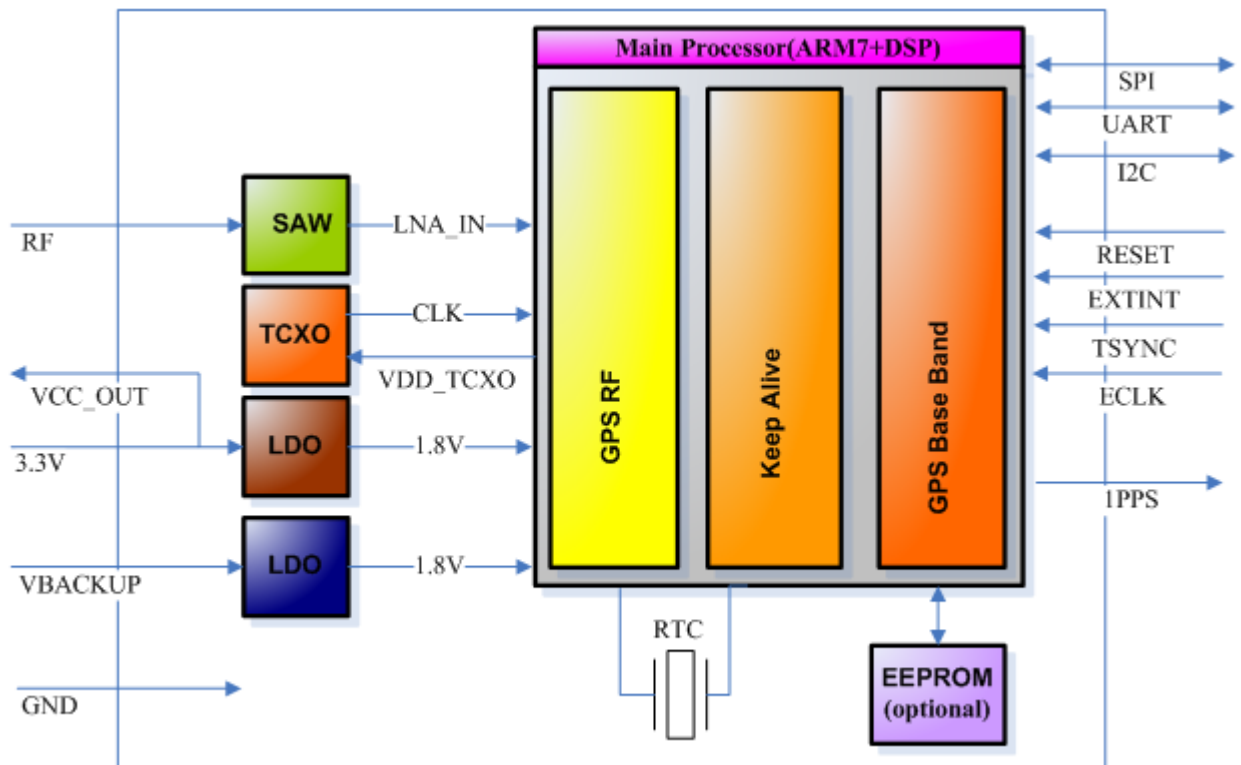 Main Processor(ARM7+DSP)
SPI
UART
I2C
SAW
LNA_IN
RF
RESET
TCXO
CLK
EXTINT
VDD_TCXO
TSYNC
VCC_OUT
ECLK
LDO
1.8V
3.3V
GPS RF
Keep Alive
GPS Base Band
1PPS
LDO
1.8V
VBACKUP
RTC
EEPROM
(optional)
GND